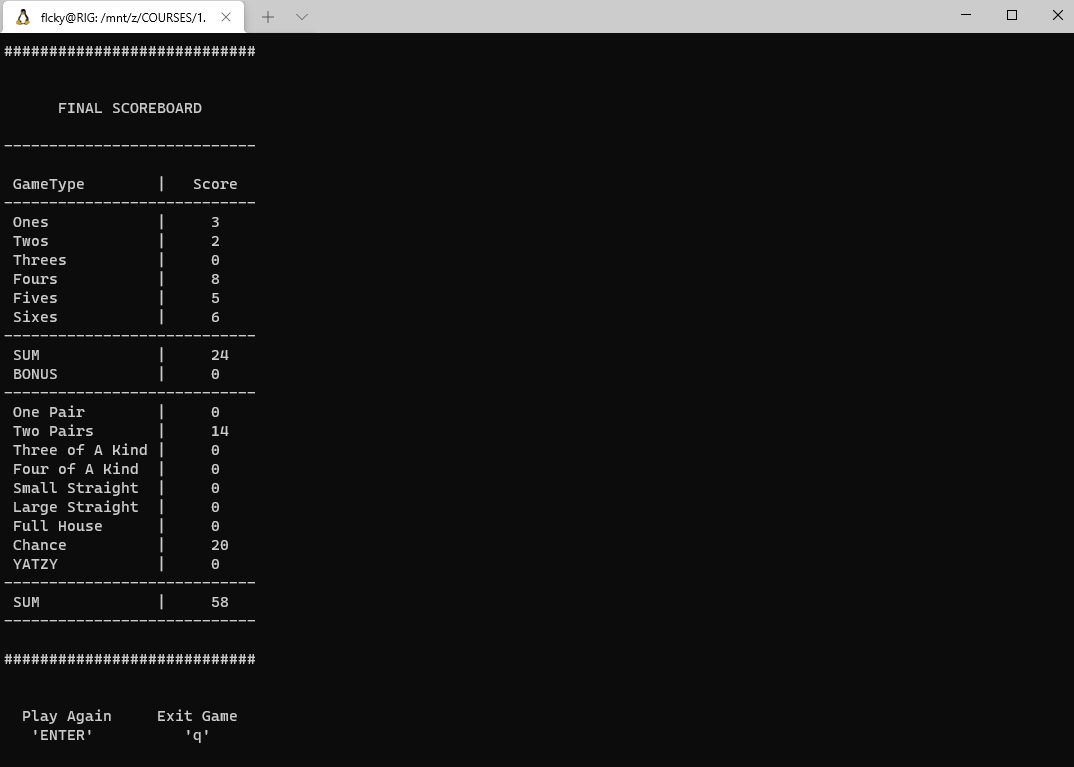 flcky@RIG: /mnt/z/COURSES/1.
############################
FINAL SCOREBOARD
----------------------------
GameType | Score
----------------------------
Ones | 3
Twos | 2
Threes | 0
Fours | 8
Fives | 5
Sixes | 6
----------------------------
SUM | 24
BONUS | 0
----------------------------
One Pair | 0
Two Pairs | 14
Three of A Kind | 0
Four of A Kind | 0
Small Straight | 0
Large Straight | 0
Full House | 0
Chance | 20
YATZY | 0
----------------------------
SUM | 58
----------------------------
############################
Play Again Exit Game
'ENTER' 'q'